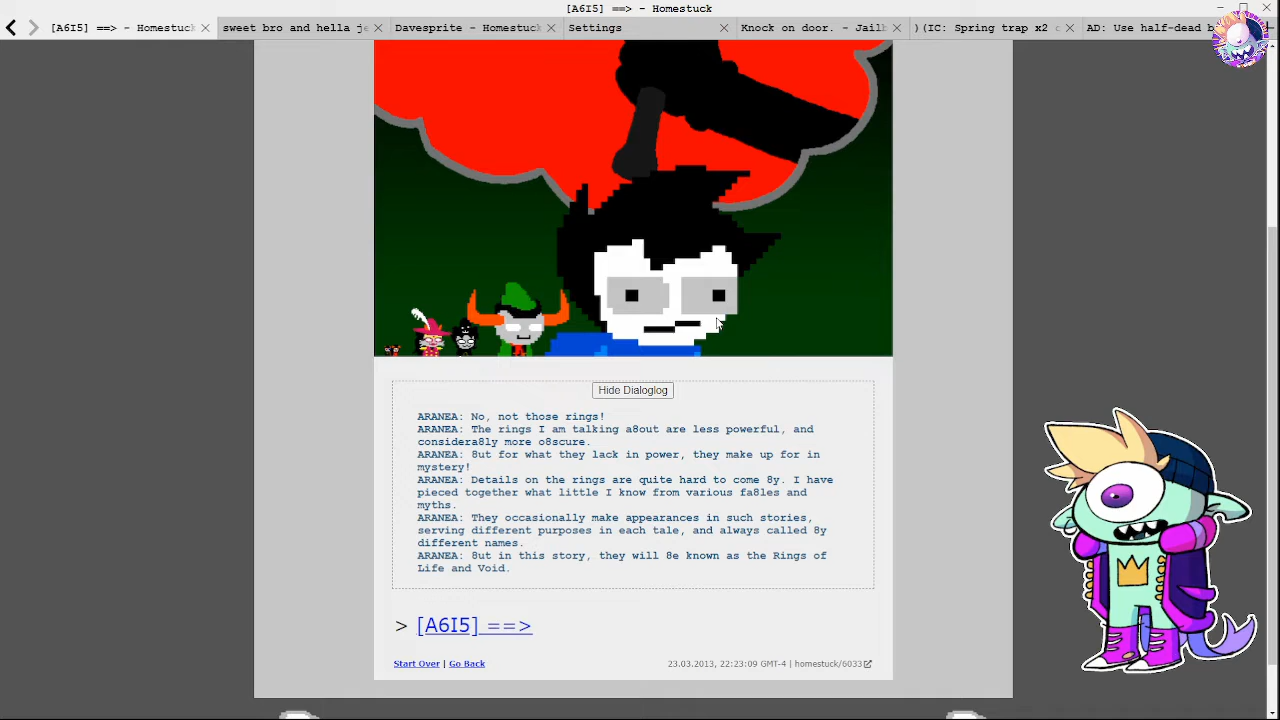 [A6I5] ==> - Homestuck
[A6I5] ==> - Homestuck
sweet bro and hella je
Davesprite - Homestuck
Settings
Knock on door. - Jailb
)(IC: Spring trap x2 c
AD: Use half-dead b
Hide Dialoglog
ARANEA: No, not those rings!
ARANEA: The rings I am talking a8out are less powerful, and
considera8ly more o8scure.
ARANEA: 8ut for what they lack in power, they make up for in
mystery!
ARANEA: Details on the rings are quite hard to come 8y. I have
pieced together what little I know from various fa8les and
myths.
ARANEA: They occasionally make appearances in such stories,
serving different purposes in each tale, and always called 8y
different names.
ARANEA: 8ut in this story, they will 8e known as the Rings of
Life and Void.
> [A6I5] ==>
Start Over | Go Back
23.03.2013, 22:23:09 GMT-4 | homestuck/6033